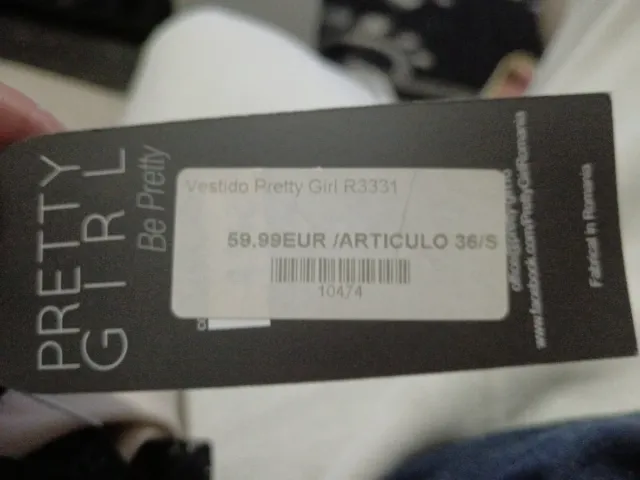 PRETTY
GIRL
Be Pretty
Vestido Pretty Girl R3331
59,99EUR /ARTICULO 36/S
10474
www.facebook.com/PrettyGirlRomania
Fabricat in Romania